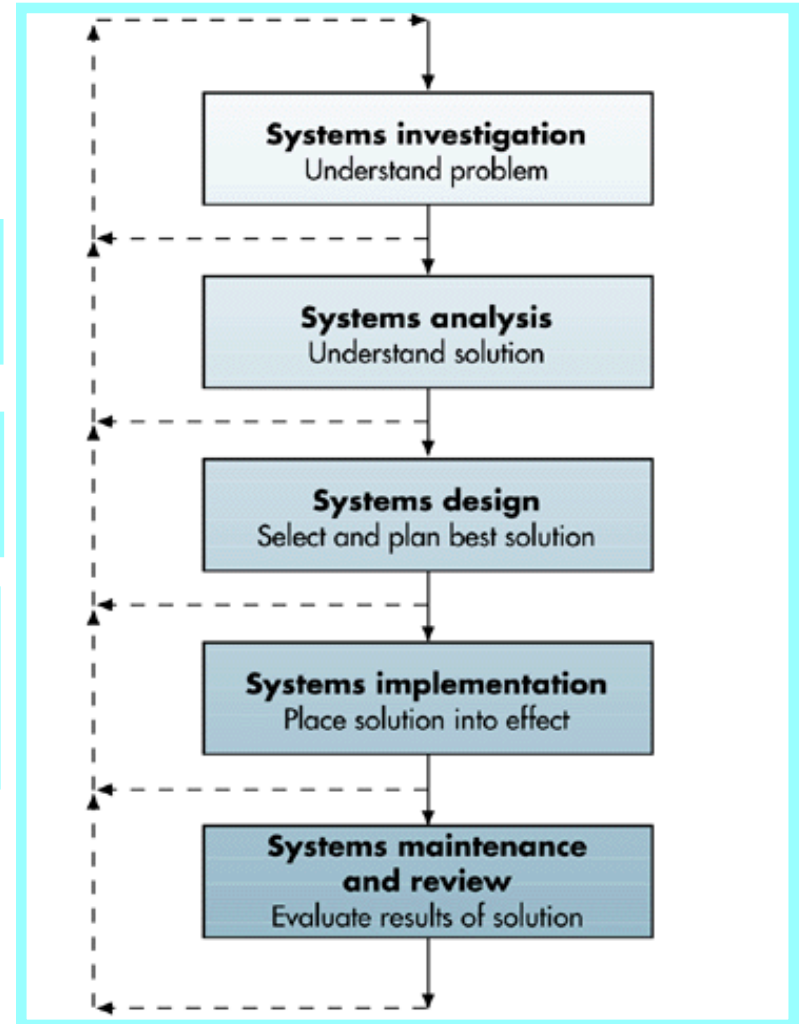 Systems investigation
Understand problem
Systems analysis
Understand solution
Systems design
Select and plan best solution
Systems implementation
Place solution into effect
Systems maintenance
and review
Evaluate results of solution